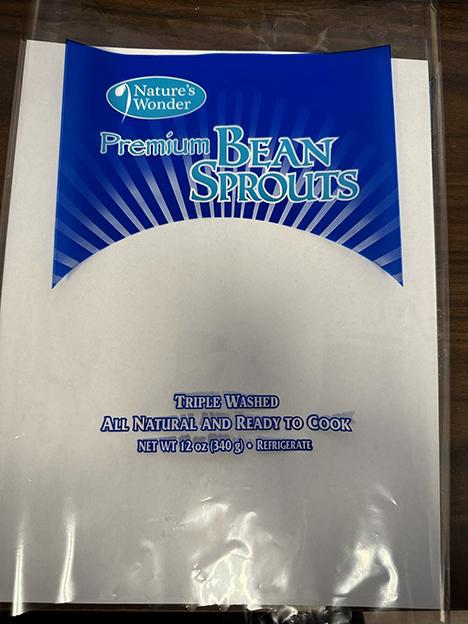 Nature's
Wonder
Premium BEAN
SPROUTS
TRIPLE WASHED
ALL NATURAL AND READY TO COOK
NET WT 12 oz (340 g) • REFRIGERATE